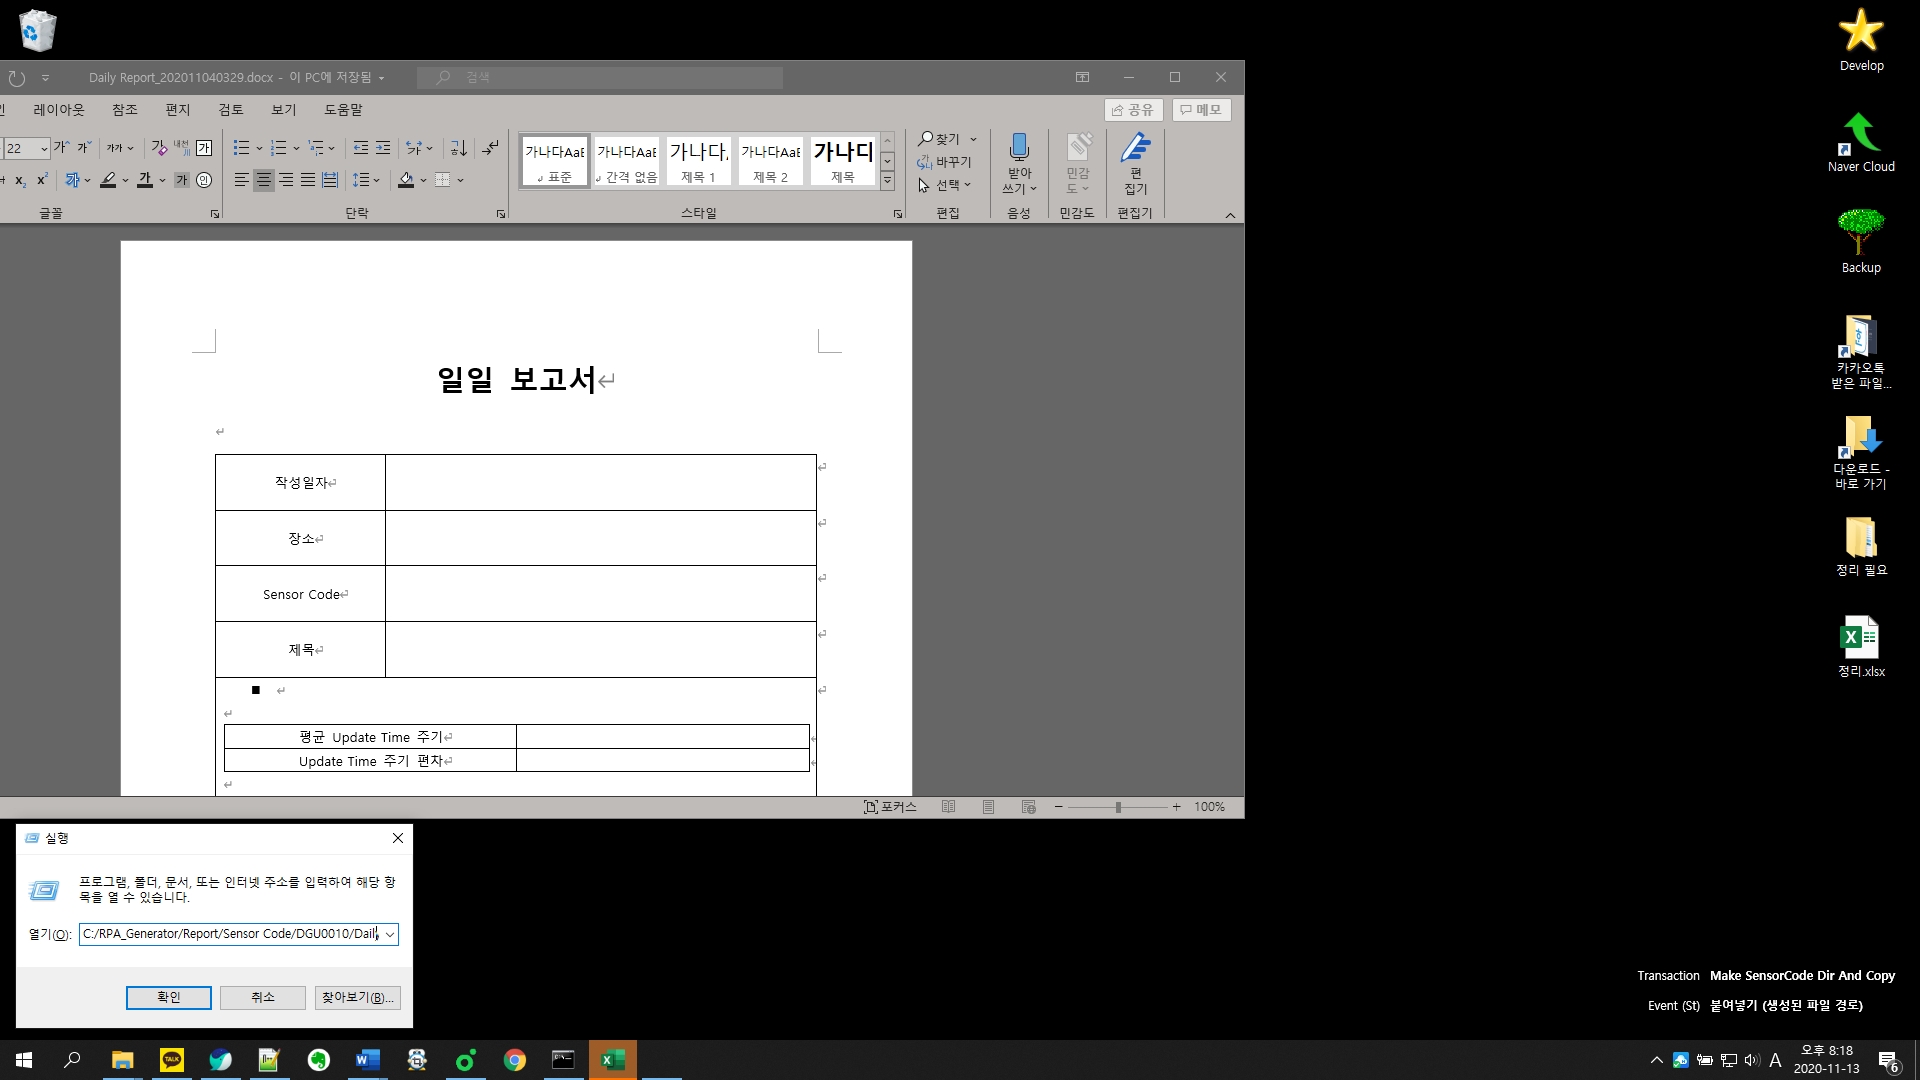 Daily Report_202011040329.docx - 이 PC에 저장됨
검색
레이아웃
참조
편지
검토
보기
도움말
공유
메모
22
가나다AaE
표준
가나다AaE
간격 없음
가나다
제목 1
가나다AaE
제목 2
가나다
제목
찾기
바꾸기
선택
받아
쓰기
민감
도
편
집기
글꼴
단락
스타일
편집
음성
민감도
편집기
일일 보고서
작성일자
장소
Sensor Code
제목
평균 Update Time 주기
Update Time 주기 편차
포커스
100%
실행
프로그램, 폴더, 문서, 또는 인터넷 주소를 입력하여 해당 항
목을 열 수 있습니다.
열기(O):
C:/RPA_Generator/Report/Sensor Code/DGU0010/Dail
확인
취소
찾아보기(B)...
Develop
Naver Cloud
Backup
카카오톡
받은 파일...
다운로드 -
바로 가기
정리 필요
정리.xlsx
Transaction Make SensorCode Dir And Copy
Event (St) 붙여넣기 (생성된 파일 경로)
TALK
A
오후 8:18
2020-11-13
6